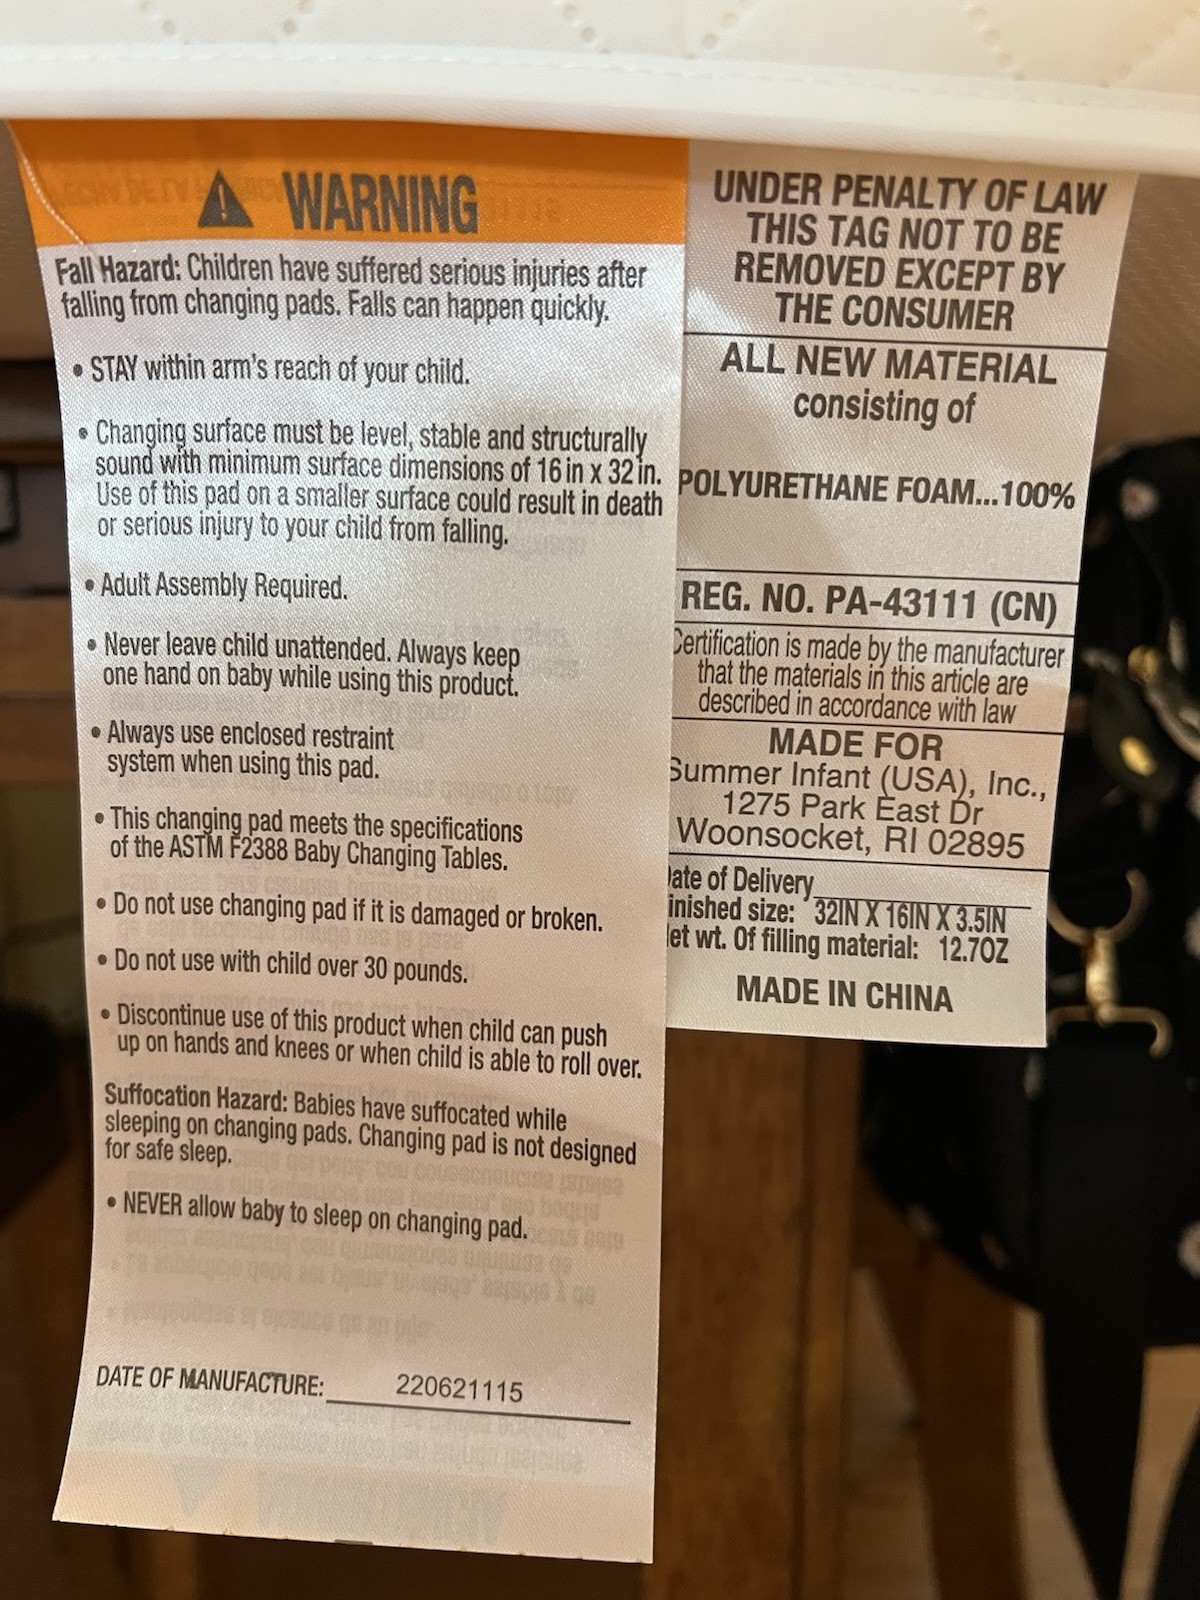 WARNING
Fall Hazard: Children have suffered serious injuries after
falling from changing pads. Falls can happen quickly.
• STAY within arm's reach of your child.
• Changing surface must be level, stable and structurally
sound with minimum surface dimensions of 16 in x 32 in.
Use of this pad on a smaller surface could result in death
or serious injury to your child from falling.
• Adult Assembly Required.
• Never leave child unattended. Always keep
one hand on baby while using this product.
• Always use enclosed restraint
system when using this pad.
• This changing pad meets the specifications
of the ASTM F2388 Baby Changing Tables.
• Do not use changing pad if it is damaged or broken.
• Do not use with child over 30 pounds.
• Discontinue use of this product when child can push
up on hands and knees or when child is able to roll over.
Suffocation Hazard: Babies have suffocated while
sleeping on changing pads. Changing pad is not designed
for safe sleep.
• NEVER allow baby to sleep on changing pad.
DATE OF MANUFACTURE: 220621115
UNDER PENALTY OF LAW
THIS TAG NOT TO BE
REMOVED EXCEPT BY
THE CONSUMER
ALL NEW MATERIAL
consisting of
POLYURETHANE FOAM...100%
REG. NO. PA-43111 (CN)
Certification is made by the manufacturer
that the materials in this article are
described in accordance with law
MADE FOR
Summer Infant (USA), Inc.,
1275 Park East Dr
Woonsocket, RI 02895
ate of Delivery
inished size: 32IN X 16IN X 3.5IN
et wt. Of filling material: 12.7OZ
MADE IN CHINA